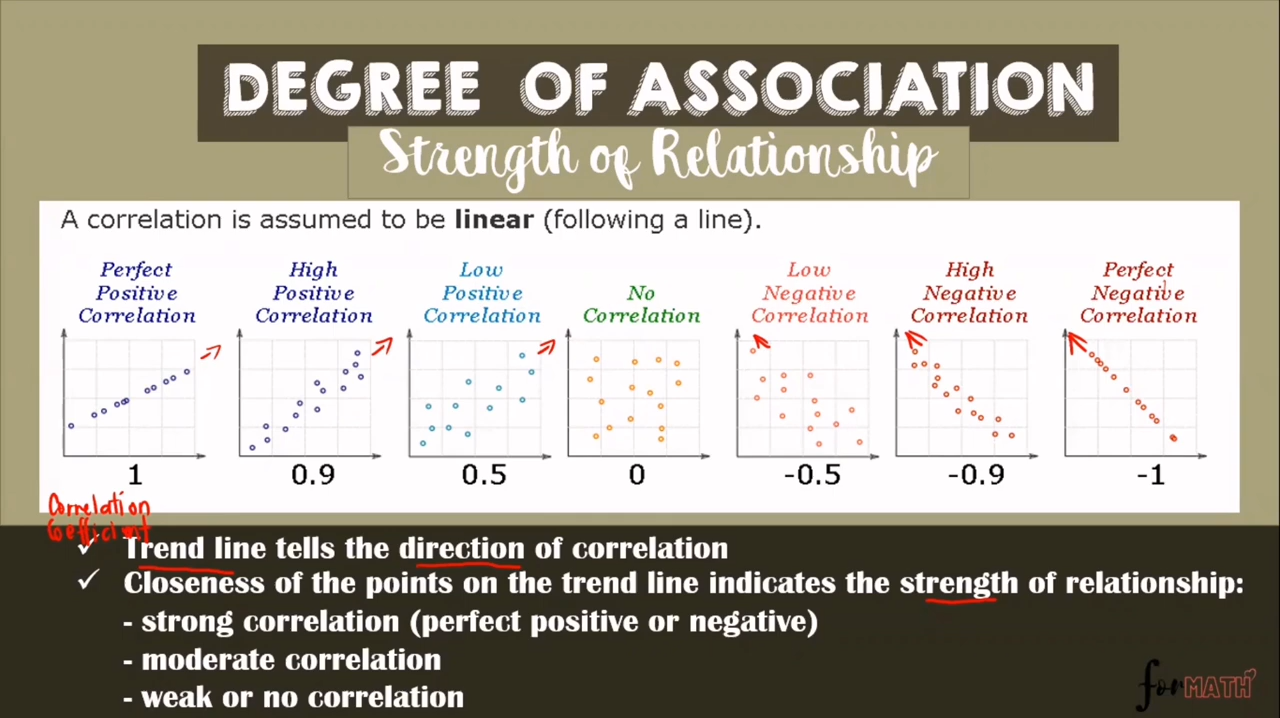 DEGREE OF ASSOCIATION
Strength of Relationship
A correlation is assumed to be linear (following a line).
Perfect Positive Correlation
High Positive Correlation
Low Positive Correlation
No Correlation
Low Negative Correlation
High Negative Correlation
Perfect Negative Correlation
1 0.9 0.5 0 -0.5 -0.9 -1
Correlation
Coefficient
✓ Trend line tells the direction of correlation
✓ Closeness of the points on the trend line indicates the strength of relationship:
- strong correlation (perfect positive or negative)
- moderate correlation
- weak or no correlation
forMATH